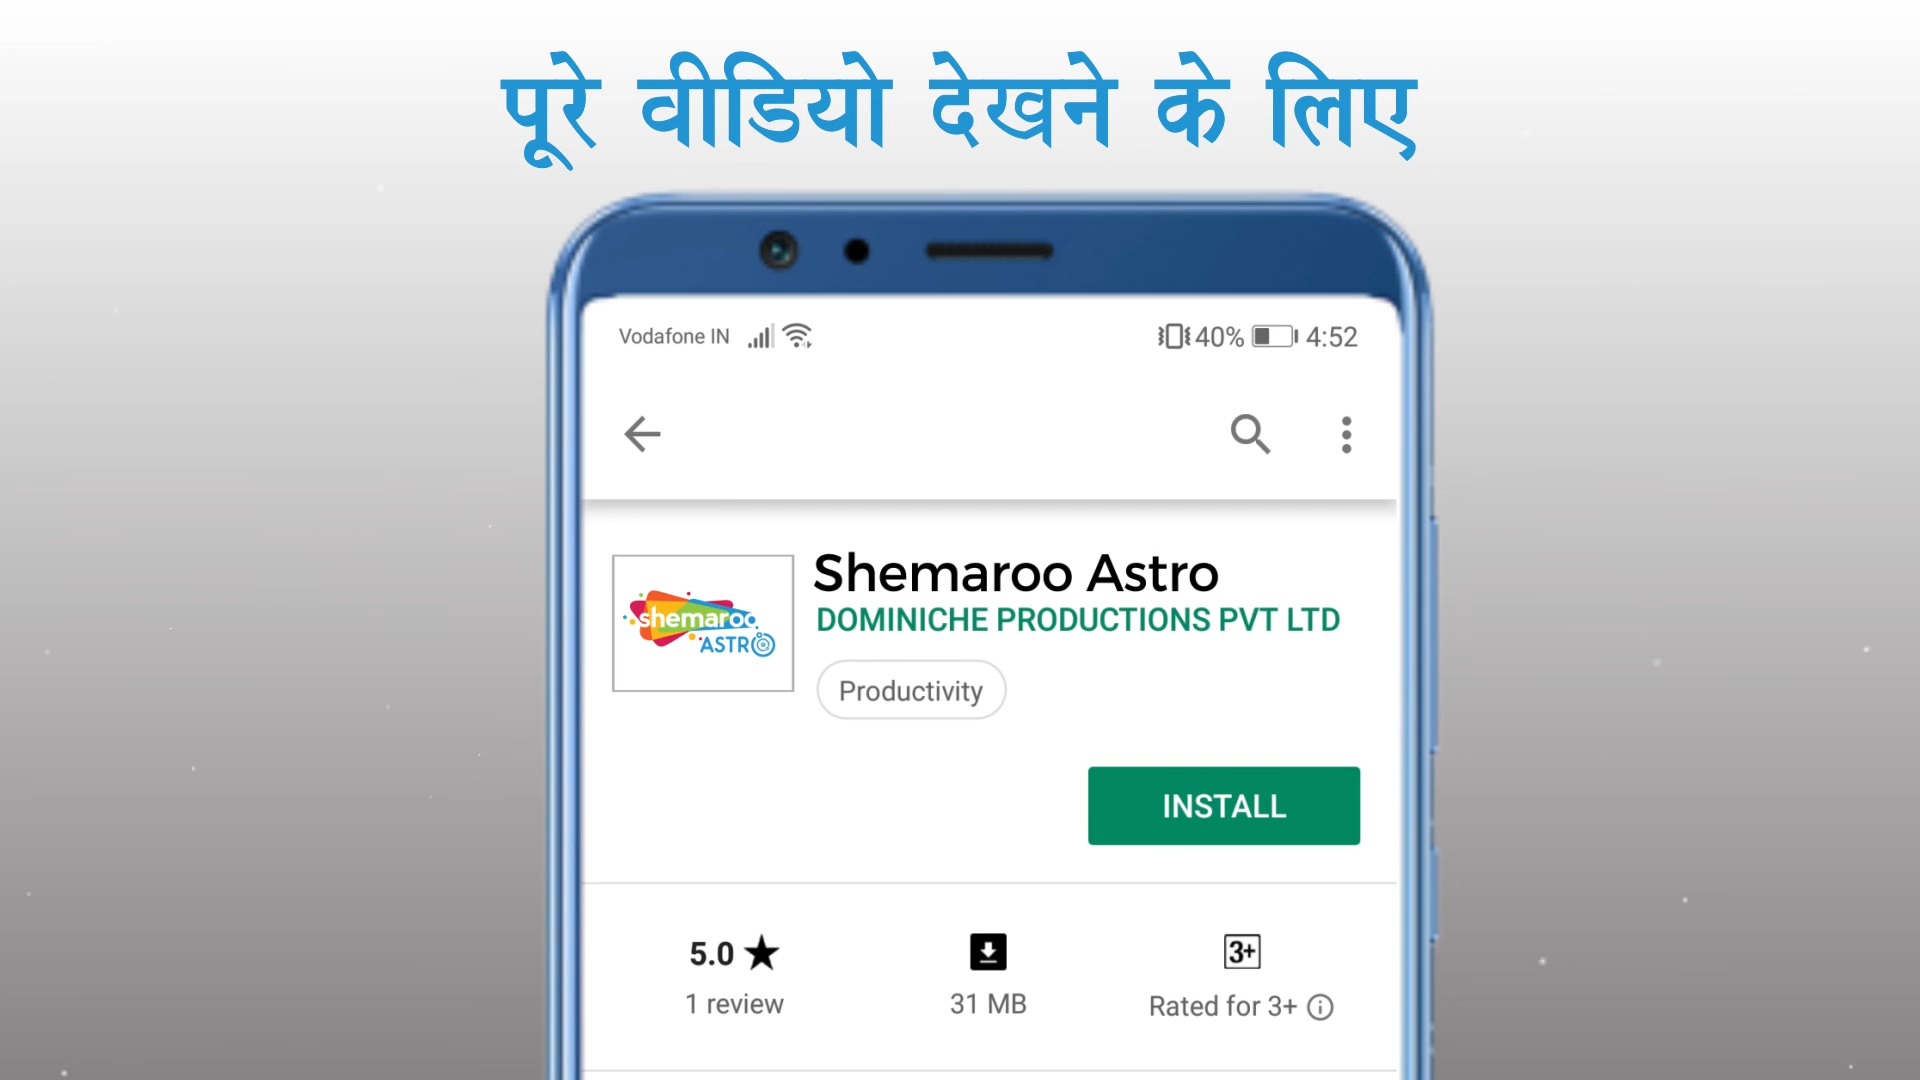 पूरे वीडियो देखने के लिए
Vodafone IN 40% 4:52
shemaroo
ASTRO
Shemaroo Astro
DOMINICHE PRODUCTIONS PVT LTD
Productivity
INSTALL
5.0 ★ 3+
1 review 31 MB Rated for 3+